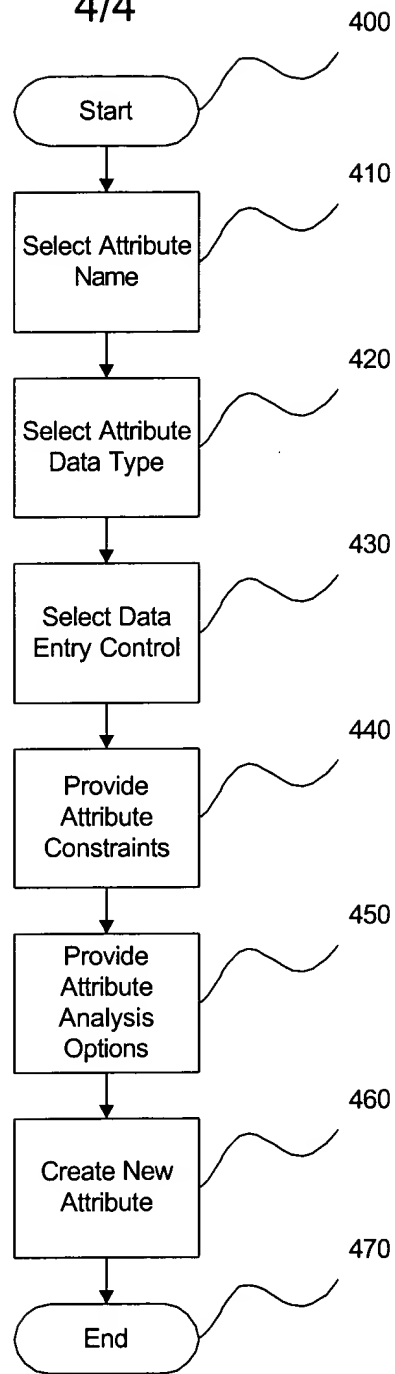 4/4
400
Start
410
Select Attribute
Name
420
Select Attribute
Data Type
430
Select Data
Entry Control
440
Provide
Attribute
Constraints
450
Provide
Attribute
Analysis
Options
460
Create New
Attribute
470
End